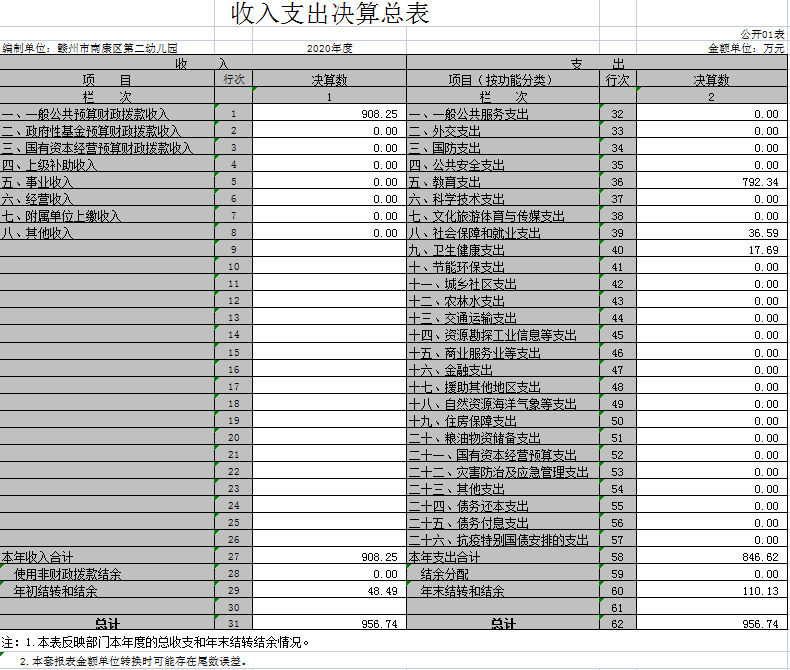 收入支出决算总表
公开01表
编制单位：赣州市南康区第二幼儿园 2020年度 金额单位：万元
收 入 支 出
项 目 行次 决算数 项目（按功能分类） 行次 决算数
栏 次 1 栏 次 2
一、一般公共预算财政拨款收入 1 908.25 一、一般公共服务支出 32 0.00
二、政府性基金预算财政拨款收入 2 0.00 二、外交支出 33 0.00
三、国有资本经营预算财政拨款收入 3 0.00 三、国防支出 34 0.00
四、上级补助收入 4 0.00 四、公共安全支出 35 0.00
五、事业收入 5 0.00 五、教育支出 36 792.34
六、经营收入 6 0.00 六、科学技术支出 37 0.00
七、附属单位上缴收入 7 0.00 七、文化旅游体育与传媒支出 38 0.00
八、其他收入 8 0.00 八、社会保障和就业支出 39 36.59
9 九、卫生健康支出 40 17.69
10 十、节能环保支出 41 0.00
11 十一、城乡社区支出 42 0.00
12 十二、农林水支出 43 0.00
13 十三、交通运输支出 44 0.00
14 十四、资源勘探工业信息等支出 45 0.00
15 十五、商业服务业等支出 46 0.00
16 十六、金融支出 47 0.00
17 十七、援助其他地区支出 48 0.00
18 十八、自然资源海洋气象等支出 49 0.00
19 十九、住房保障支出 50 0.00
20 二十、粮油物资储备支出 51 0.00
21 二十一、国有资本经营预算支出 52 0.00
22 二十二、灾害防治及应急管理支出 53 0.00
23 二十三、其他支出 54 0.00
24 二十四、债务还本支出 55 0.00
25 二十五、债务付息支出 56 0.00
26 二十六、抗疫特别国债安排的支出 57 0.00
本年收入合计 27 908.25 本年支出合计 58 846.62
使用非财政拨款结余 28 0.00 结余分配 59 0.00
年初结转和结余 29 48.49 年末结转和结余 60 110.13
30 61
总计 31 956.74 总计 62 956.74
注：1.本表反映部门本年度的总收支和年末结转结余情况。
2.本套报表金额单位转换时可能存在尾数误差。